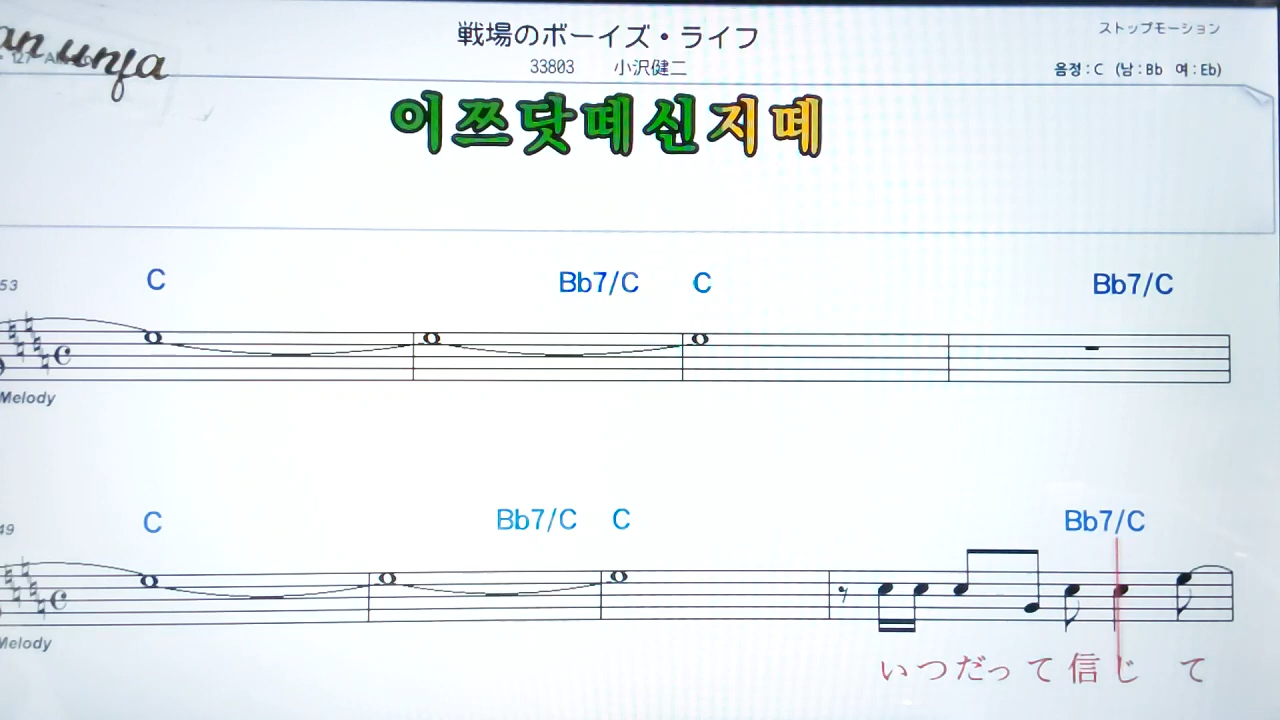 戦場のボーイズ・ライフ
ストップモーション
33803 小沢健二
음정:C (남:Bb 여:Eb)
이쯔닷떼신지떼
53
C Bb7/C C Bb7/C
Melody
49
C Bb7/C C Bb7/C
Melody
いつだって信じて